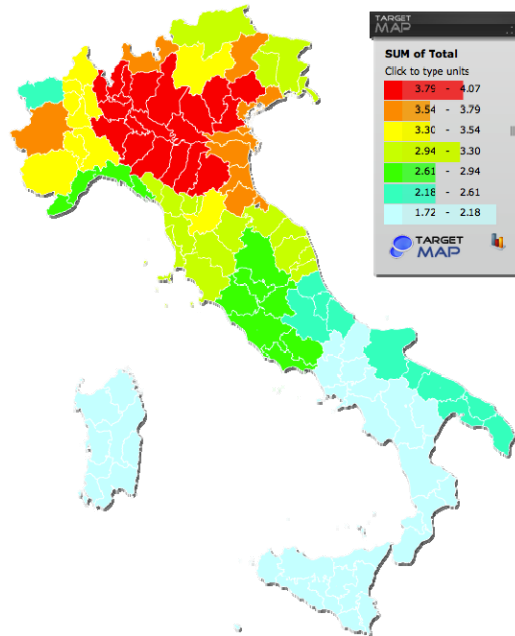 TARGET
MAP
SUM of Total
Click to type units
3.79 - 4.07
3.54 - 3.79
3.30 - 3.54
2.94 - 3.30
2.61 - 2.94
2.18 - 2.61
1.72 - 2.18
TARGET
MAP